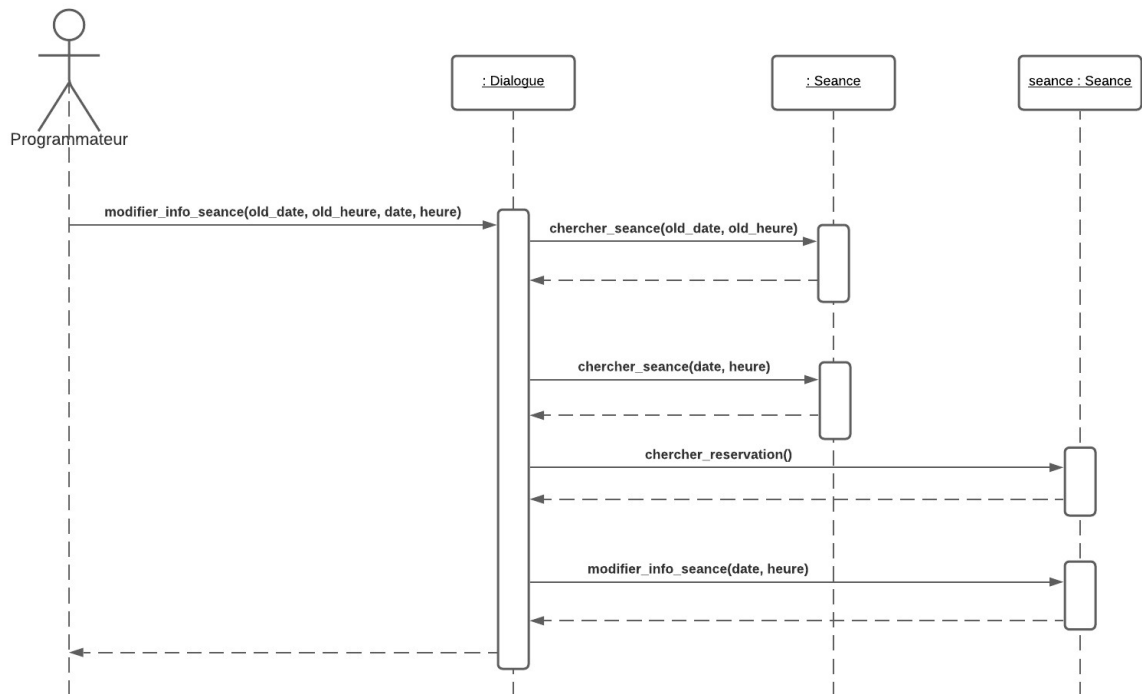 Programmateur
: Dialogue
: Seance
seance : Seance
modifier_info_seance(old_date, old_heure, date, heure)
chercher_seance(old_date, old_heure)
chercher_seance(date, heure)
chercher_reservation()
modifier_info_seance(date, heure)